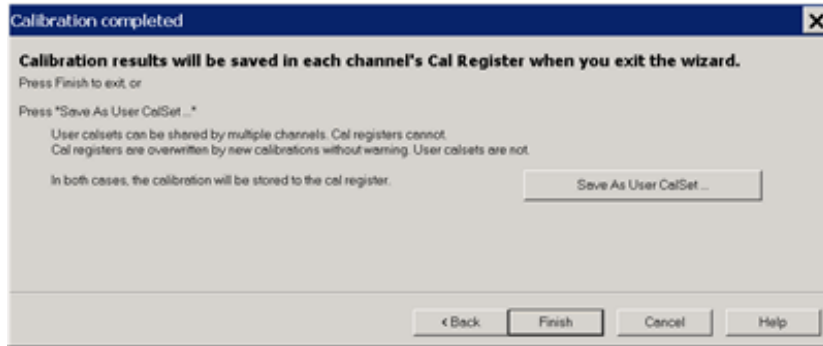 Calibration completed
Calibration results will be saved in each channel's Cal Register when you exit the wizard.
Press Finish to exit, or
Press "Save As User CalSet..."
User calsets can be shared by multiple channels. Cal registers cannot.
Cal registers are overwritten by new calibrations without warning. User calsets are not.
In both cases, the calibration will be stored to the cal register.
Save As User CalSet...
< Back
Finish
Cancel
Help